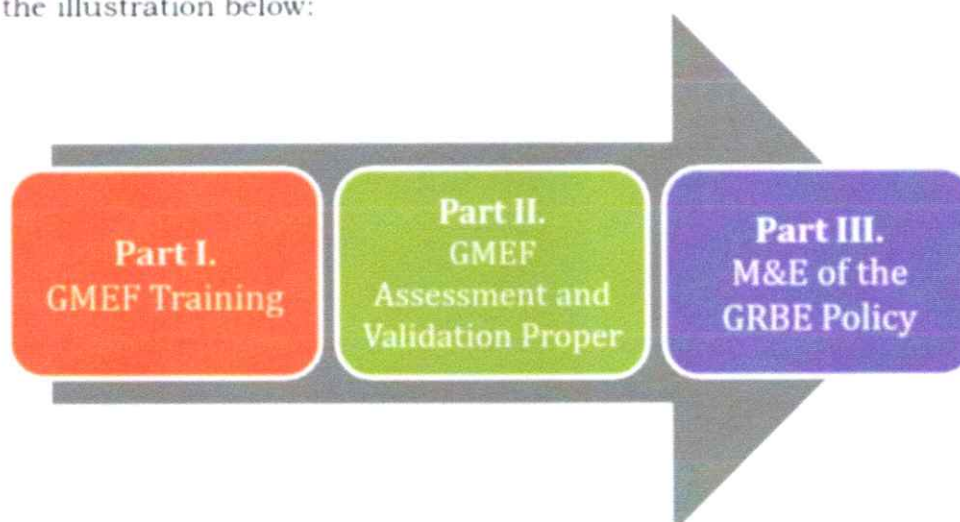 the illustration below:
Part I.
GMEF Training
Part II.
GMEF
Assessment and
Validation Proper
Part III.
M&E of the
GRBE Policy